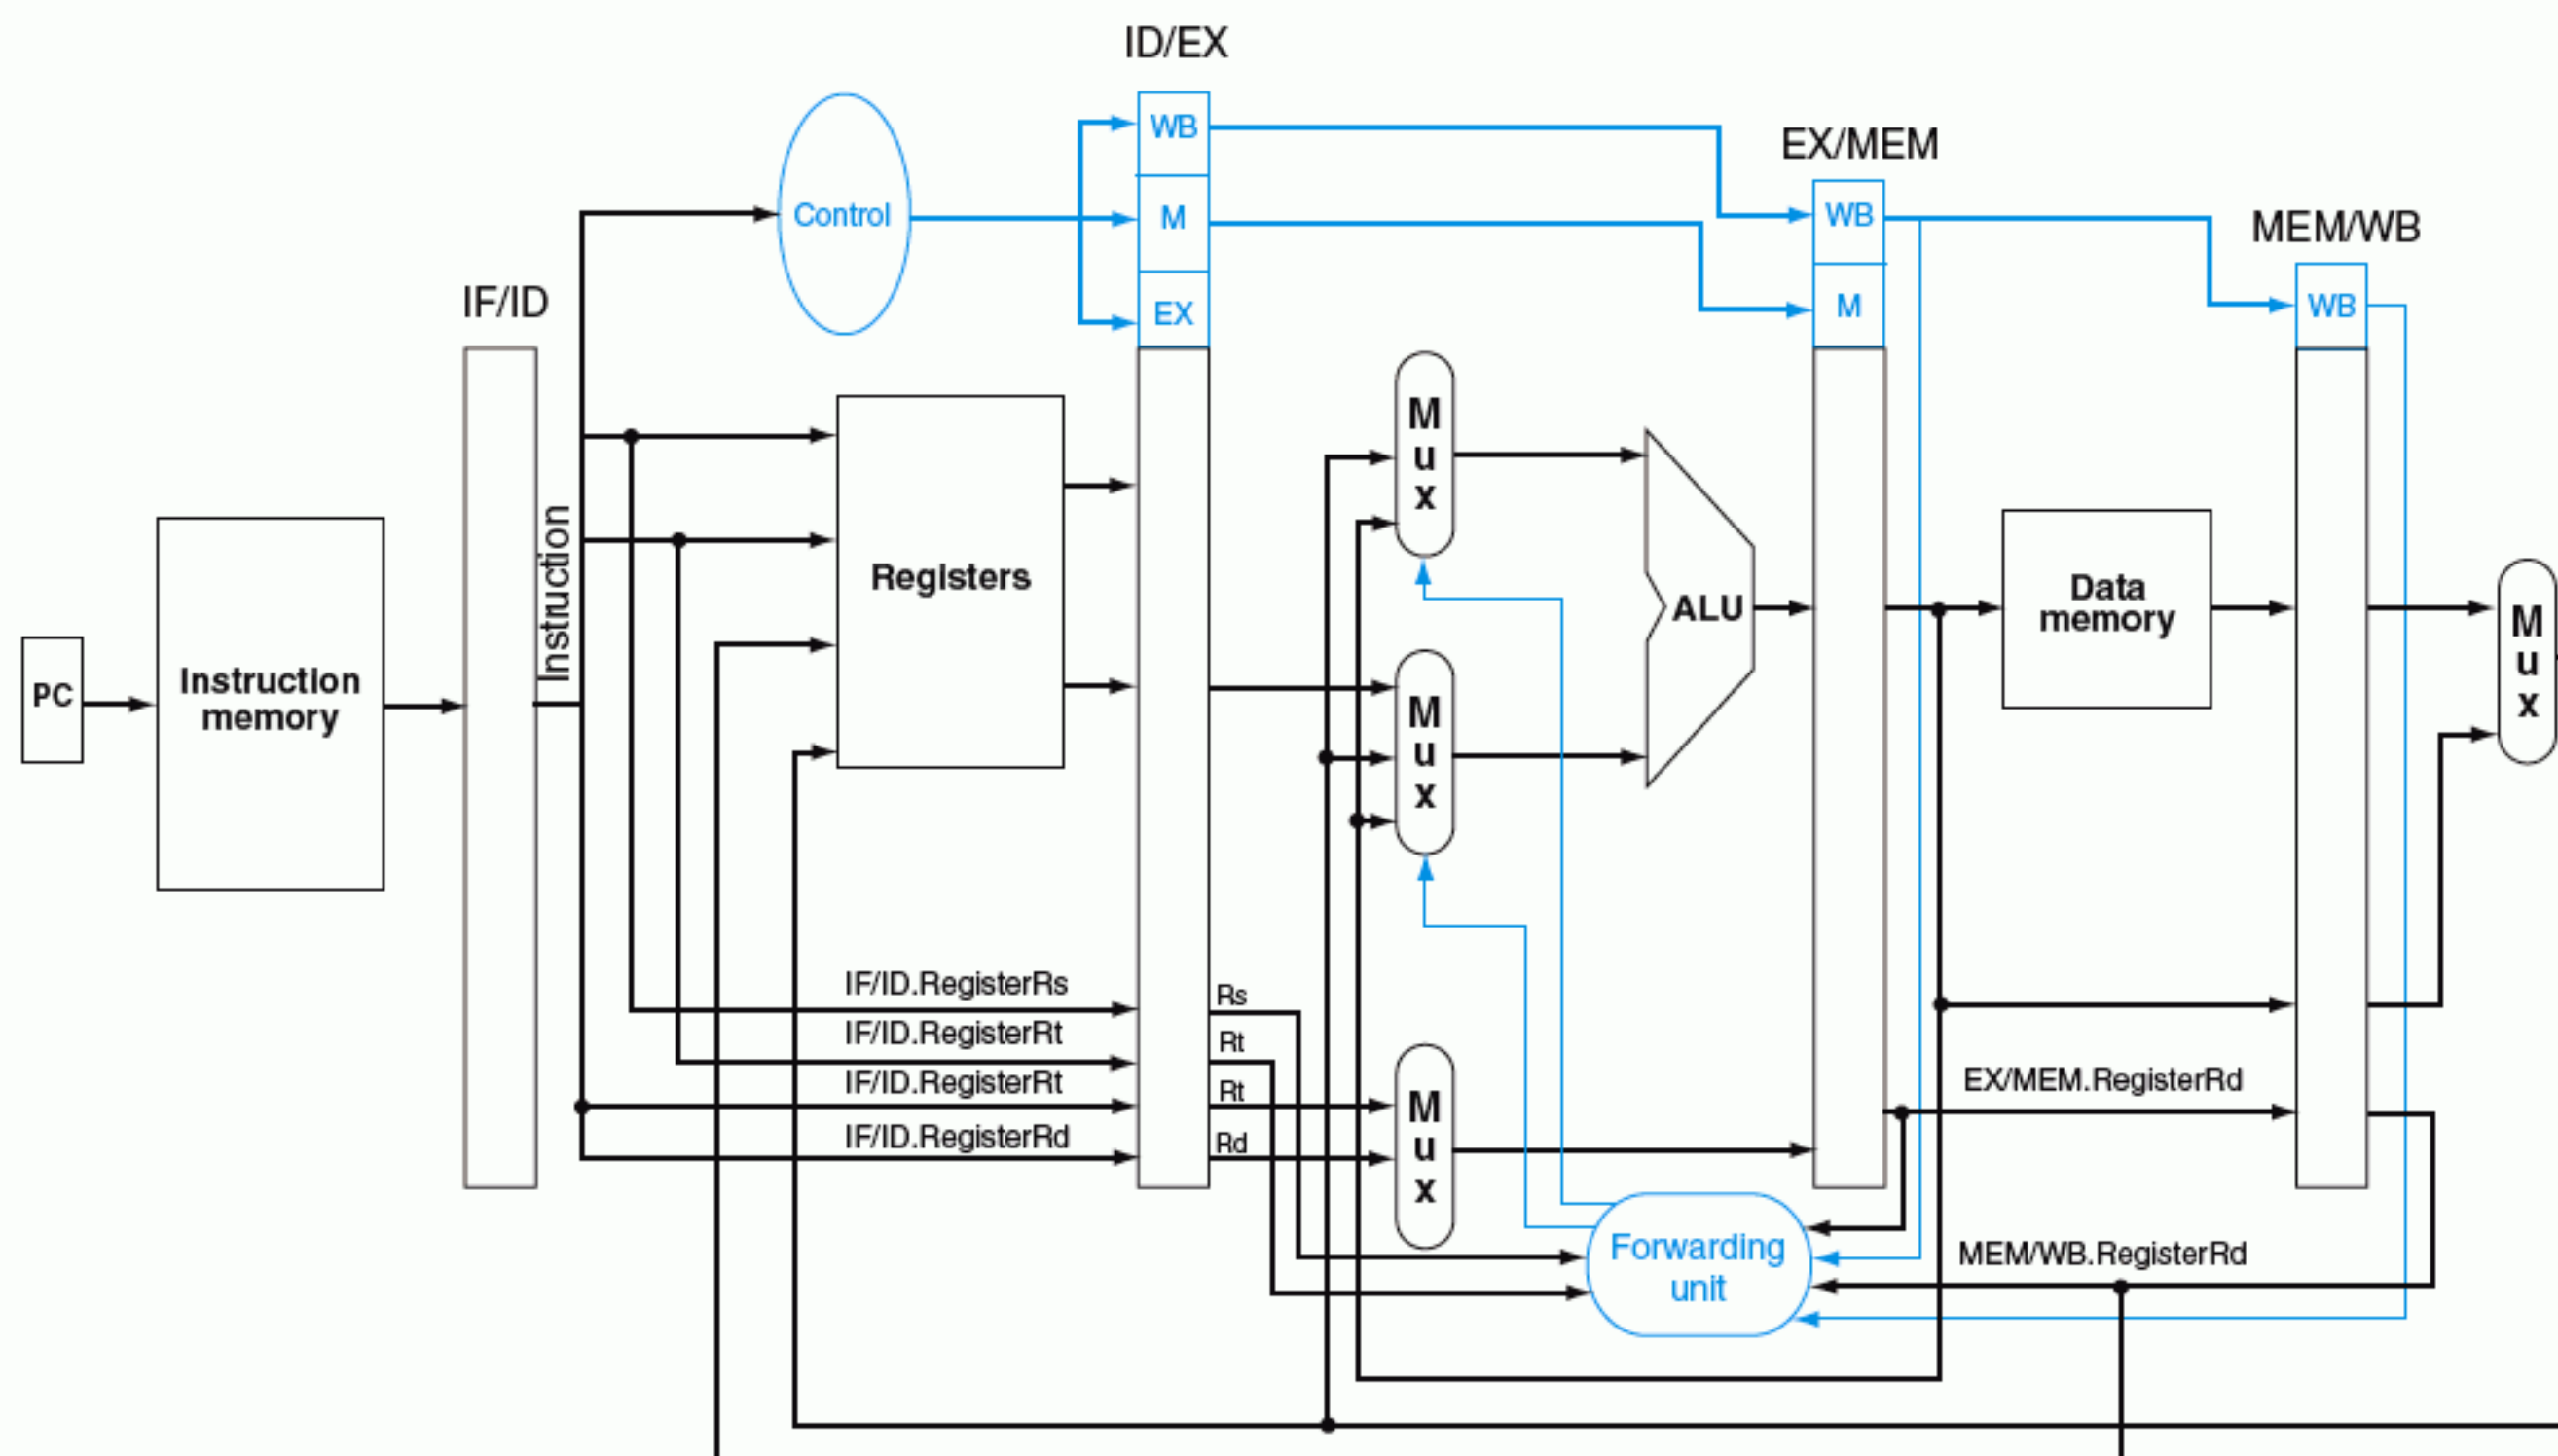 ID/EX
WB
EX/MEM
Control
M
WB
MEM/WB
IF/ID
EX
M
WB
M
u
x
Instruction
Registers
ALU
Data
memory
M
u
x
PC
Instruction
memory
M
u
x
IF/ID.RegisterRs
Rs
IF/ID.RegisterRt
Rt
IF/ID.RegisterRt
Rt
EX/MEM.RegisterRd
IF/ID.RegisterRd
Rd
M
u
x
Forwarding
unit
MEM/WB.RegisterRd